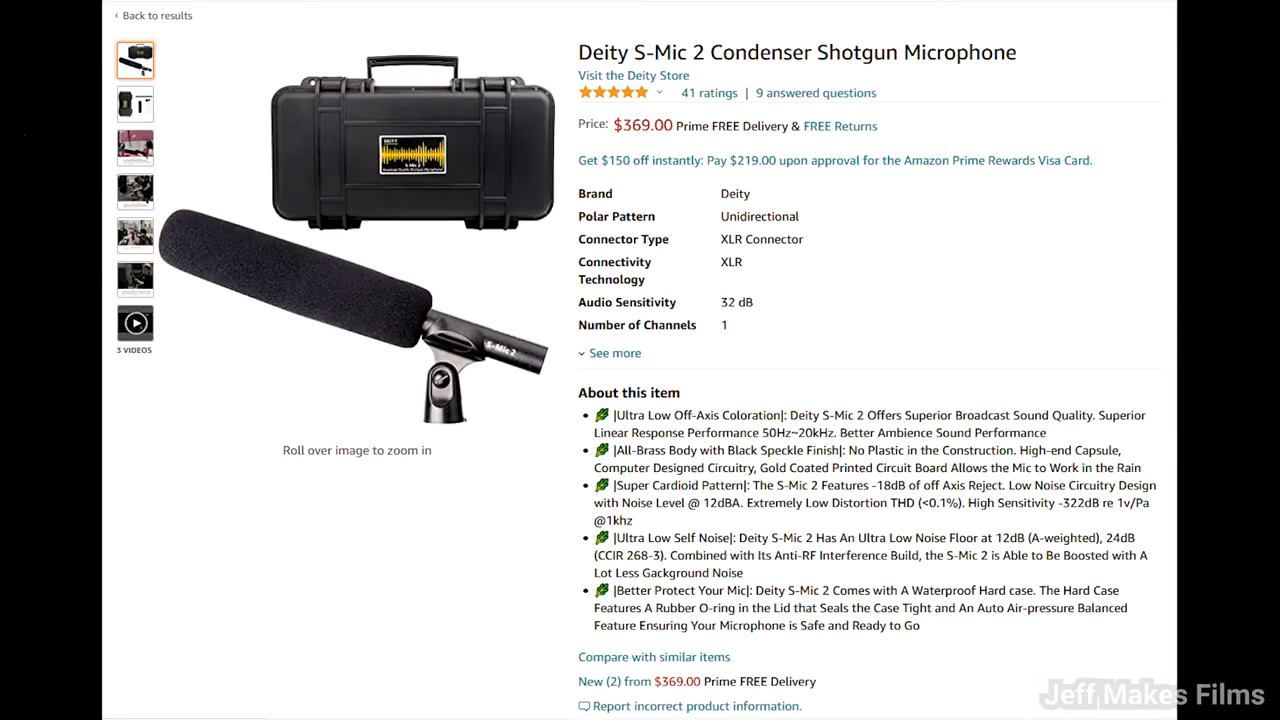 ‹ Back to results
Deity S-Mic 2 Condenser Shotgun Microphone
Visit the Deity Store
41 ratings | 9 answered questions
Price: $369.00 Prime FREE Delivery & FREE Returns
Get $150 off instantly: Pay $219.00 upon approval for the Amazon Prime Rewards Visa Card.
Brand Deity
Polar Pattern Unidirectional
Connector Type XLR Connector
Connectivity XLR
Technology
Audio Sensitivity 32 dB
Number of Channels 1
See more
DEITY
S-Mic 2
S-Mic 2
3 VIDEOS
Roll over image to zoom in
About this item
|Ultra Low Off-Axis Coloration|: Deity S-Mic 2 Offers Superior Broadcast Sound Quality. Superior
Linear Response Performance 50Hz~20kHz. Better Ambience Sound Performance
|All-Brass Body with Black Speckle Finish|: No Plastic in the Construction. High-end Capsule,
Computer Designed Circuitry, Gold Coated Printed Circuit Board Allows the Mic to Work in the Rain
|Super Cardioid Pattern|: The S-Mic 2 Features -18dB of off Axis Reject. Low Noise Circuitry Design
with Noise Level @ 12dBA. Extremely Low Distortion THD (<0.1%). High Sensitivity -322dB re 1v/Pa
@1khz
|Ultra Low Self Noise|: Deity S-Mic 2 Has An Ultra Low Noise Floor at 12dB (A-weighted), 24dB
(CCIR 268-3). Combined with Its Anti-RF Interference Build, the S-Mic 2 is Able to Be Boosted with A
Lot Less Gackground Noise
|Better Protect Your Mic|: Deity S-Mic 2 Comes with A Waterproof Hard case. The Hard Case
Features A Rubber O-ring in the Lid that Seals the Case Tight and An Auto Air-pressure Balanced
Feature Ensuring Your Microphone is Safe and Ready to Go
Compare with similar items
New (2) from $369.00 Prime FREE Delivery
Report incorrect product information.
Jeff Makes Films